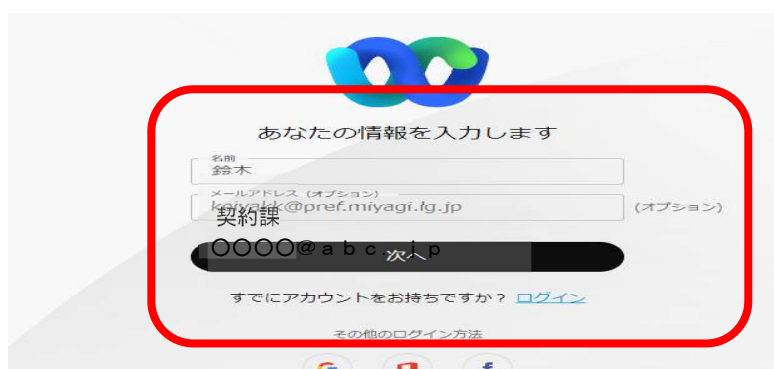 あなたの情報を入力します
名前
鈴木
メールアドレス (オプション)
keiyakk@pref.miyagi.lg.jp
(オプション)
契約課
〇〇〇〇@abc.jp
次へ
すでにアカウントをお持ちですか? ログイン
その他のログイン方法